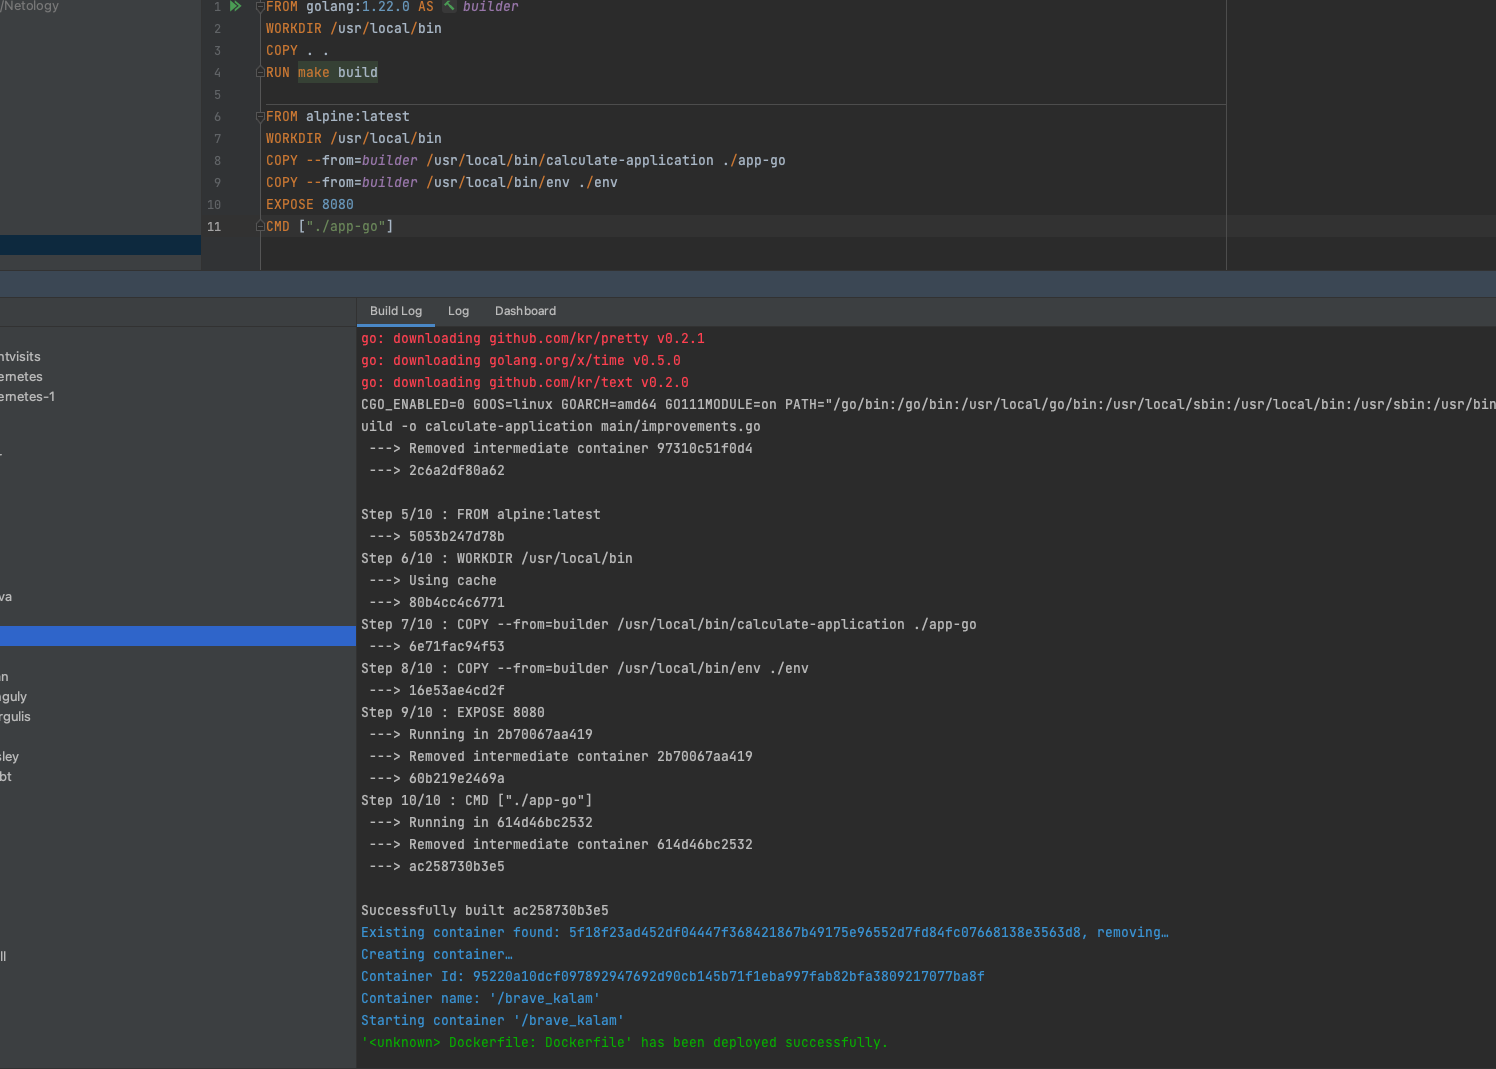 /Netology
1 FROM golang:1.22.0 AS builder
2 WORKDIR /usr/local/bin
3 COPY . .
4 RUN make build
5
6 FROM alpine:latest
7 WORKDIR /usr/local/bin
8 COPY --from=builder /usr/local/bin/calculate-application ./app-go
9 COPY --from=builder /usr/local/bin/env ./env
10 EXPOSE 8080
11 CMD ["./app-go"]
Build Log Log Dashboard
ntvisits
ernetes
ernetes-1
va
n
guly
rgulis
sley
bt
ll
go: downloading github.com/kr/pretty v0.2.1
go: downloading golang.org/x/time v0.5.0
go: downloading github.com/kr/text v0.2.0
CGO_ENABLED=0 GOOS=linux GOARCH=amd64 GO111MODULE=on PATH="/go/bin:/go/bin:/usr/local/go/bin:/usr/local/sbin:/usr/local/bin:/usr/sbin:/usr/bin
uild -o calculate-application main/improvements.go
---> Removed intermediate container 97310c51f0d4
---> 2c6a2df80a62
Step 5/10 : FROM alpine:latest
---> 5053b247d78b
Step 6/10 : WORKDIR /usr/local/bin
---> Using cache
---> 80b4cc4c6771
Step 7/10 : COPY --from=builder /usr/local/bin/calculate-application ./app-go
---> 6e71fac94f53
Step 8/10 : COPY --from=builder /usr/local/bin/env ./env
---> 16e53ae4cd2f
Step 9/10 : EXPOSE 8080
---> Running in 2b70067aa419
---> Removed intermediate container 2b70067aa419
---> 60b219e2469a
Step 10/10 : CMD ["./app-go"]
---> Running in 614d46bc2532
---> Removed intermediate container 614d46bc2532
---> ac258730b3e5
Successfully built ac258730b3e5
Existing container found: 5f18f23ad452df04447f368421867b49175e96552d7fd84fc07668138e3563d8, removing…
Creating container…
Container Id: 95220a10dcf097892947692d90cb145b71f1eba997fab82bfa3809217077ba8f
Container name: '/brave_kalam'
Starting container '/brave_kalam'
'<unknown> Dockerfile: Dockerfile' has been deployed successfully.